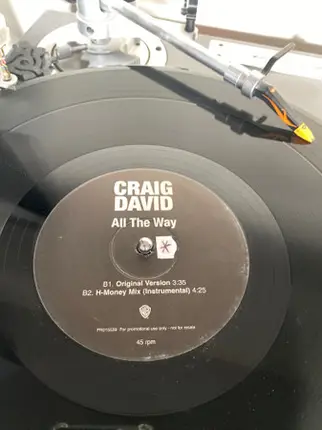 CRAIG
DAVID
All The Way
B1. Original Version 3:35
B2. H-Money Mix (Instrumental) 4:25
For promotional use only - not for resale
45 rpm